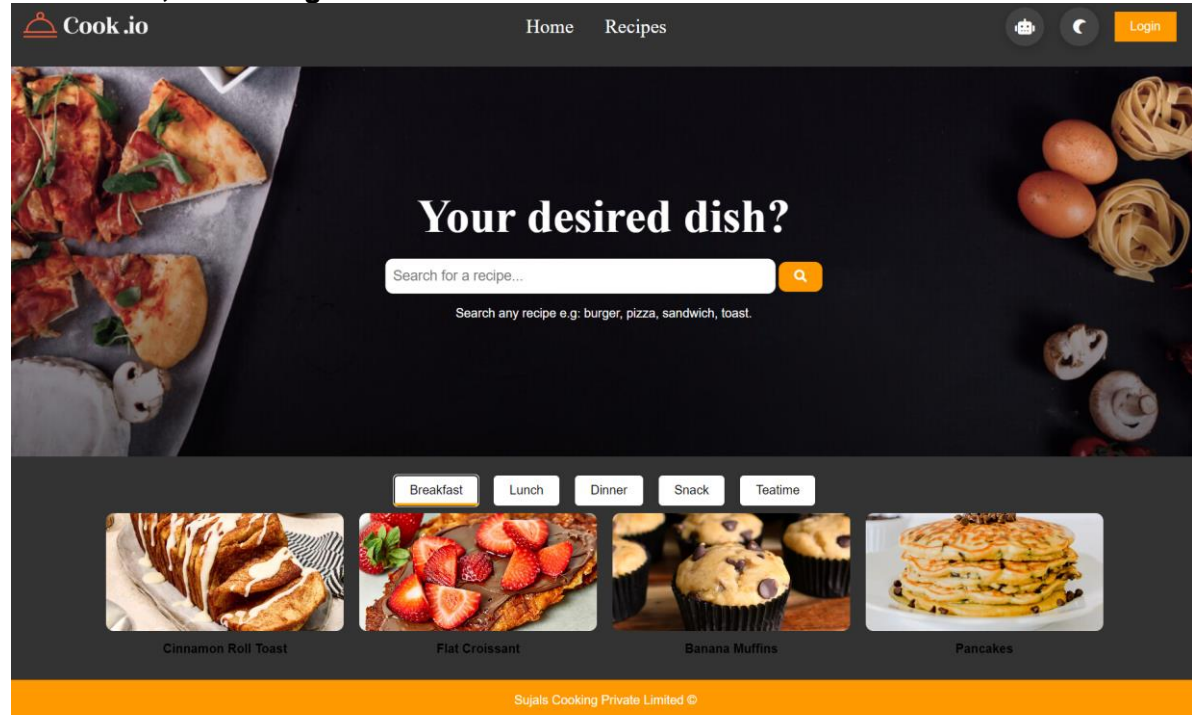 Cook.io
Home Recipes
Login
Your desired dish?
Search for a recipe...
Search any recipe e.g: burger, pizza, sandwich, toast.
Breakfast Lunch Dinner Snack Teatime
Cinnamon Roll Toast Flat Croissant Banana Muffins Pancakes
Sujals Cooking Private Limited ©